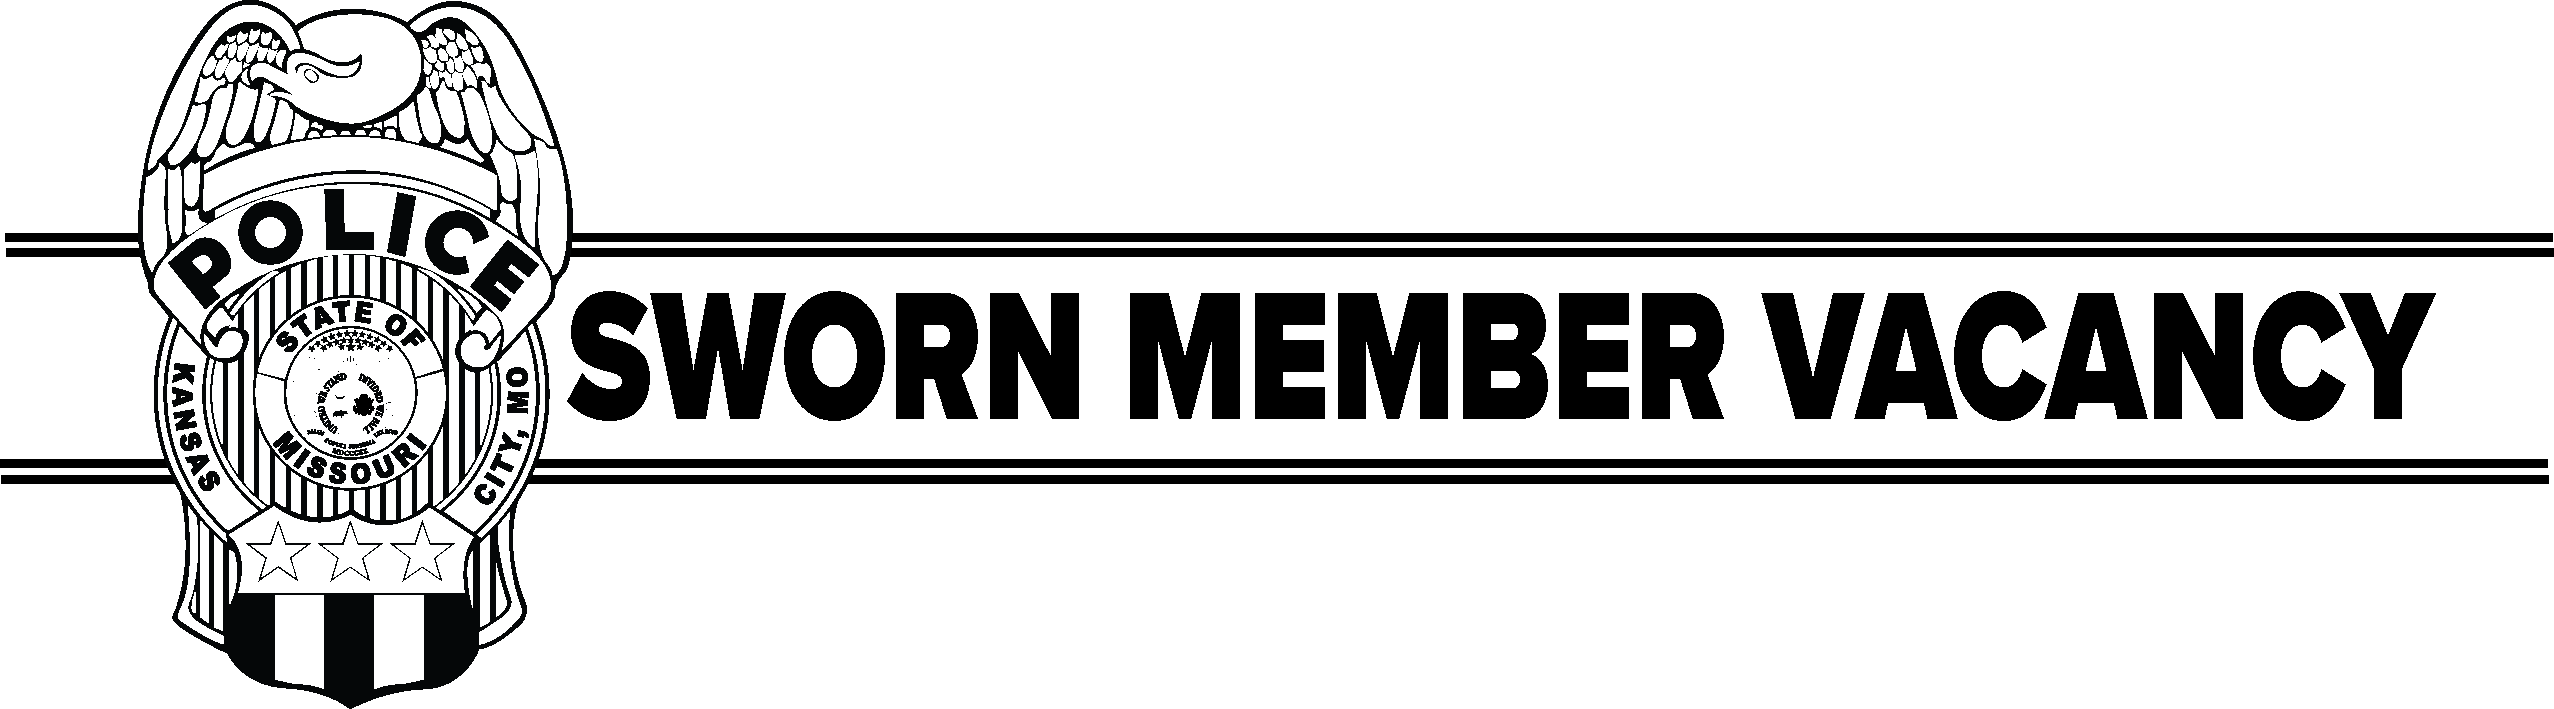 POLICE
STATE OF
MISSOURI
KANSAS
CITY, MO
SWORN MEMBER VACANCY